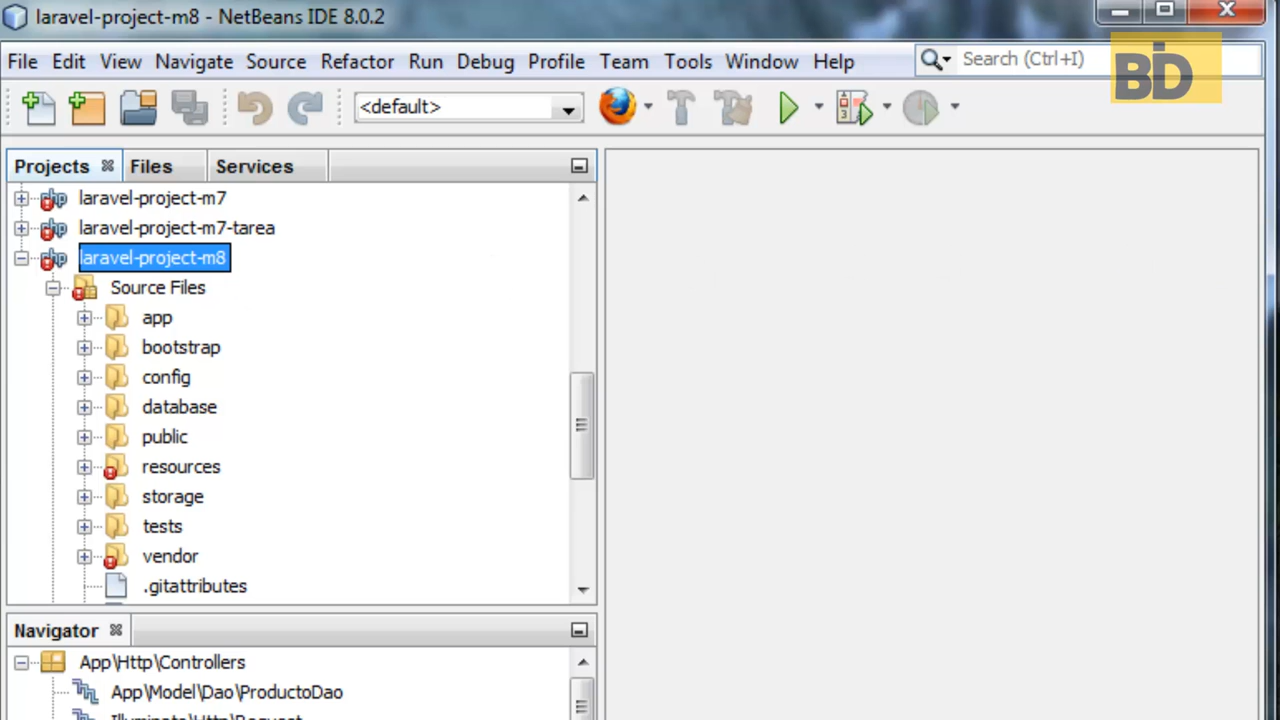 laravel-project-m8 - NetBeans IDE 8.0.2
File Edit View Navigate Source Refactor Run Debug Profile Team Tools Window Help
Search (Ctrl+I)
BD
<default>
Projects Files Services
laravel-project-m7
laravel-project-m7-tarea
laravel-project-m8
Source Files
app
bootstrap
config
database
public
resources
storage
tests
vendor
.gitattributes
Navigator
App\Http\Controllers
App\Model\Dao\ProductoDao
Illuminate\Http\Request